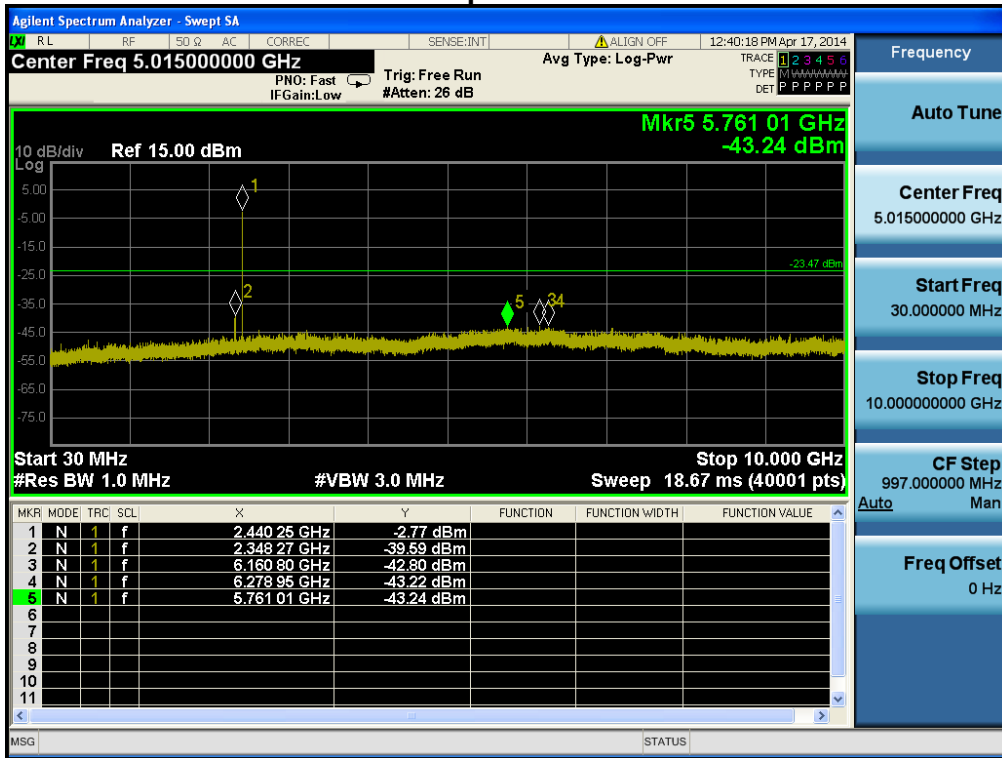 Agilent Spectrum Analyzer - Swept SA
LXI RL RF 50 Ω AC CORREC SENSE:INT ALIGN OFF 12:40:18 PM Apr 17, 2014
Center Freq 5.015000000 GHz
PNO: Fast
IFGain:Low
Trig: Free Run
#Atten: 26 dB
Avg Type: Log-Pwr
TRACE 1 2 3 4 5 6
TYPE M
DET P P P P P P
Mkr5 5.761 01 GHz
-43.24 dBm
10 dB/div Ref 15.00 dBm
Log
5.00
-5.00
-15.0
-25.0
-35.0
-45.0
-55.0
-65.0
-75.0
1
2
5
3
4
-23.47 dBm
Start 30 MHz Stop 10.000 GHz
#Res BW 1.0 MHz #VBW 3.0 MHz Sweep 18.67 ms (40001 pts)
MKR MODE TRC SCL X Y FUNCTION FUNCTION WIDTH FUNCTION VALUE
1 N 1 f 2.440 25 GHz -2.77 dBm
2 N 1 f 2.348 27 GHz -39.59 dBm
3 N 1 f 6.160 80 GHz -42.80 dBm
4 N 1 f 6.278 95 GHz -43.22 dBm
5 N 1 f 5.761 01 GHz -43.24 dBm
6
7
8
9
10
11
MSG STATUS
Frequency
Auto Tune
Center Freq
5.015000000 GHz
Start Freq
30.000000 MHz
Stop Freq
10.000000000 GHz
CF Step
997.000000 MHz
Auto Man
Freq Offset
0 Hz